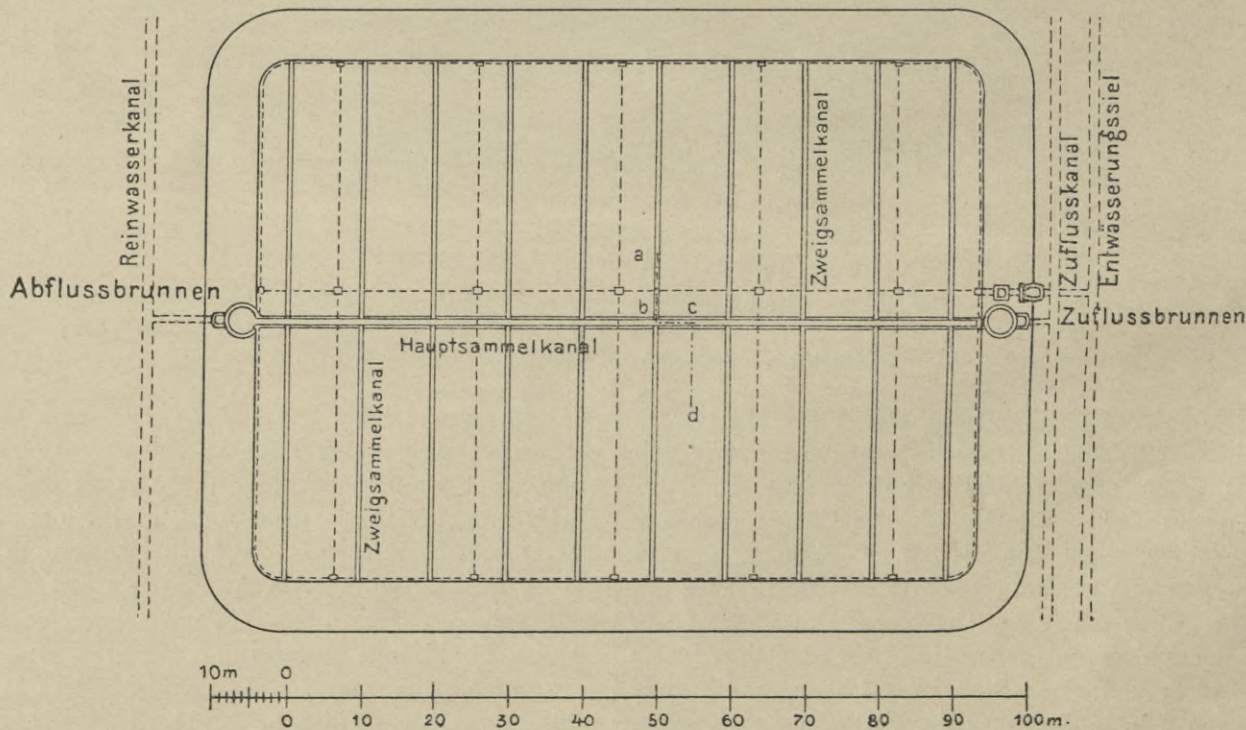 Reinwasserkanal
Abflussbrunnen
Zweigsammelkanal
Zuflusskanal
Entwässerungssiel
Zuflussbrunnen
a
b
c
Hauptsammelkanal
d
Zweigsammelkanal
10m 0
0 10 20 30 40 50 60 70 80 90 100m.